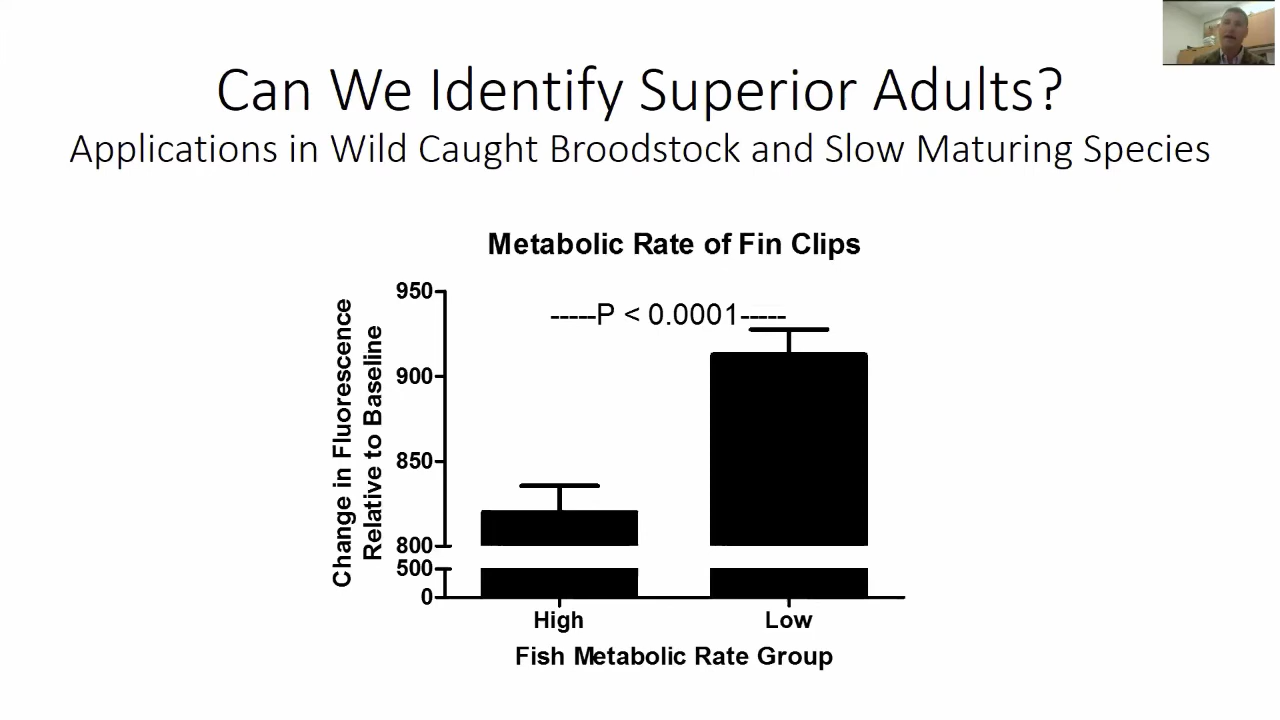 Can We Identify Superior Adults?
Applications in Wild Caught Broodstock and Slow Maturing Species
Metabolic Rate of Fin Clips
Change in Fluorescence
Relative to Baseline
950
900
850
800
500
0
-----P < 0.0001-----
High
Low
Fish Metabolic Rate Group